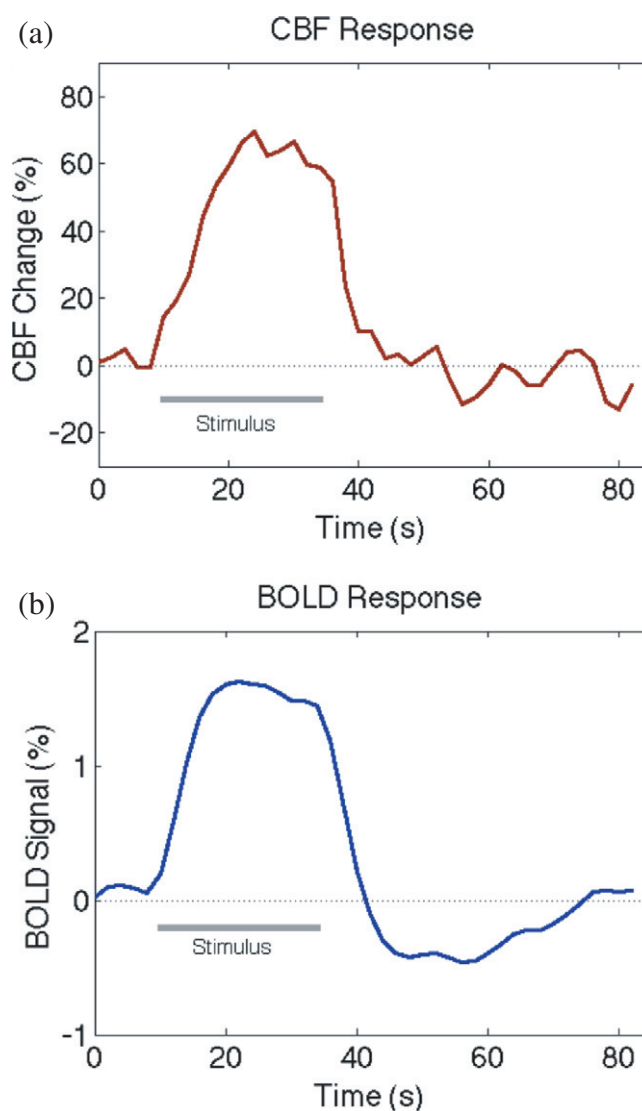 (a)
CBF Response
CBF Change (%)
80
60
40
20
0
-20
Stimulus
0 20 40 60 80
Time (s)
(b)
BOLD Response
BOLD Signal (%)
2
1
0
-1
Stimulus
0 20 40 60 80
Time (s)